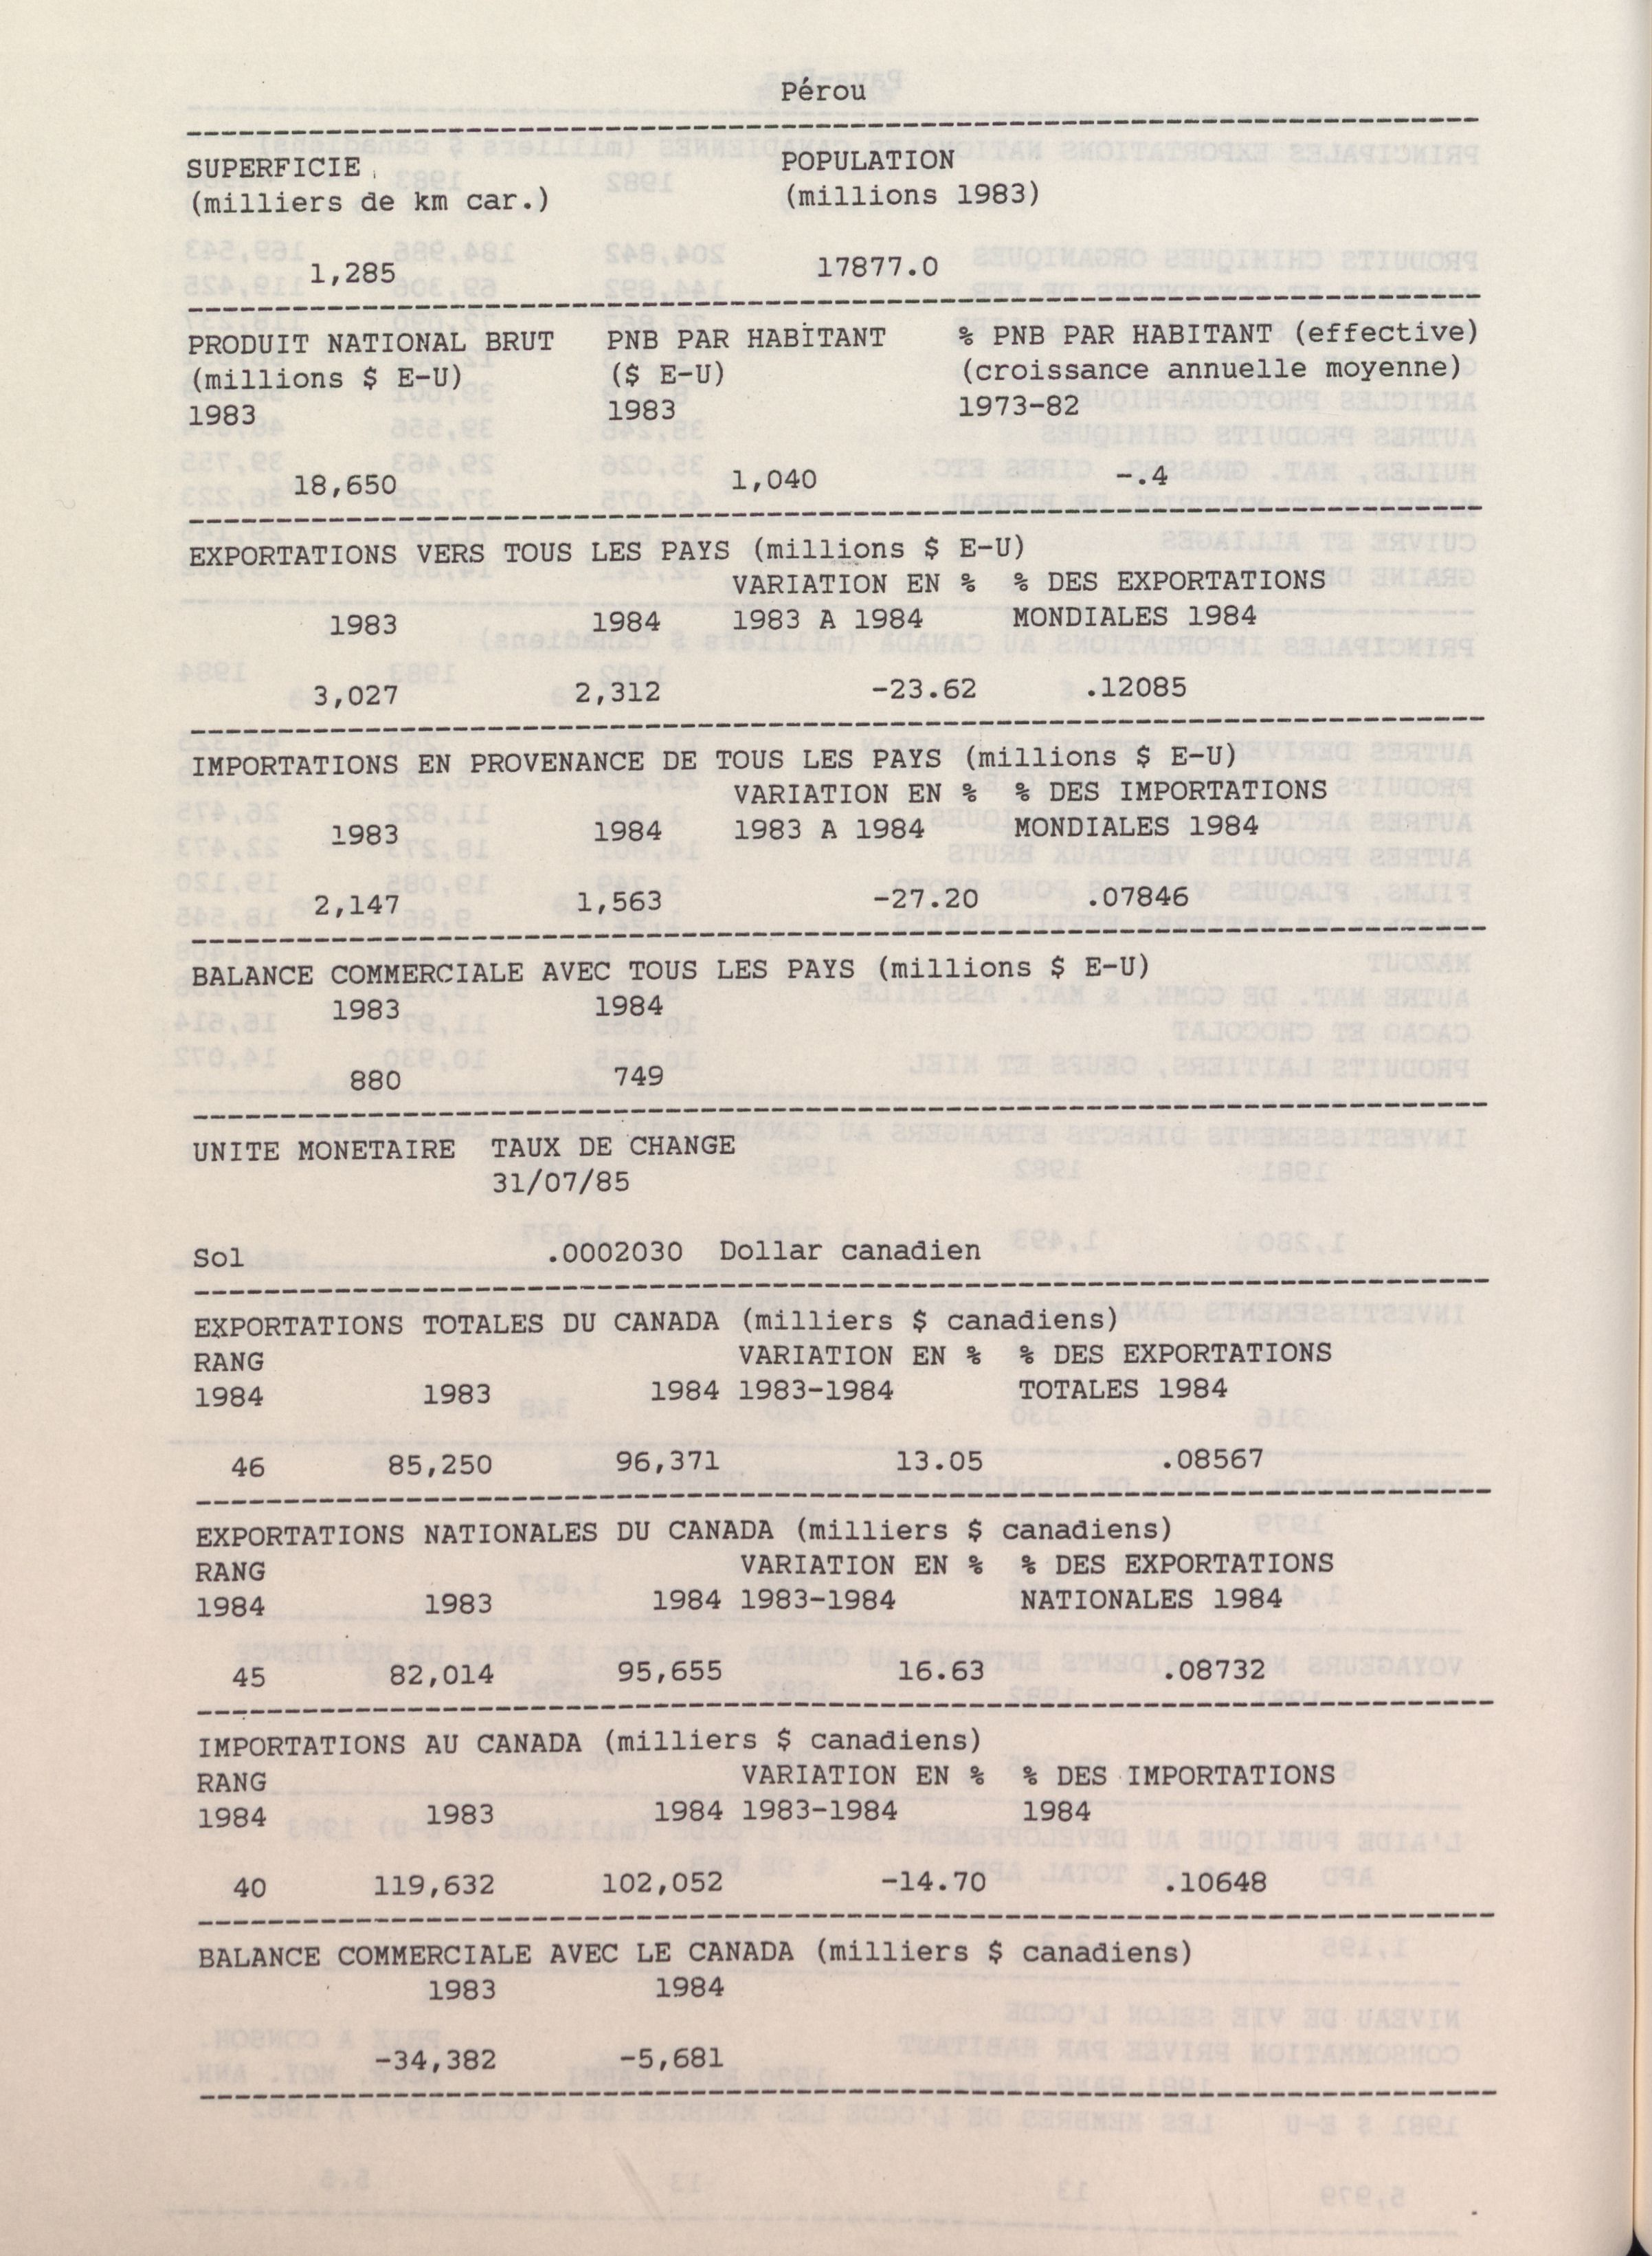 Pérou
SUPERFICIE POPULATION
(milliers de km car.) (millions 1983)
1,285 17877.0
PRODUIT NATIONAL BRUT PNB PAR HABITANT % PNB PAR HABITANT (effective)
(millions $ E-U) ($ E-U) (croissance annuelle moyenne)
1983 1983 1973-82
18,650 1,040 -.4
EXPORTATIONS VERS TOUS LES PAYS (millions $ E-U)
VARIATION EN % % DES EXPORTATIONS
1983 1984 1983 A 1984 MONDIALES 1984
3,027 2,312 -23.62 .12085
IMPORTATIONS EN PROVENANCE DE TOUS LES PAYS (millions $ E-U)
VARIATION EN % % DES IMPORTATIONS
1983 1984 1983 A 1984 MONDIALES 1984
2,147 1,563 -27.20 .07846
BALANCE COMMERCIALE AVEC TOUS LES PAYS (millions $ E-U)
1983 1984
880 749
UNITE MONETAIRE TAUX DE CHANGE
31/07/85
Sol .0002030 Dollar canadien
EXPORTATIONS TOTALES DU CANADA (milliers $ canadiens)
RANG VARIATION EN % % DES EXPORTATIONS
1984 1983 1984 1983-1984 TOTALES 1984
46 85,250 96,371 13.05 .08567
EXPORTATIONS NATIONALES DU CANADA (milliers $ canadiens)
RANG VARIATION EN % % DES EXPORTATIONS
1984 1983 1984 1983-1984 NATIONALES 1984
45 82,014 95,655 16.63 .08732
IMPORTATIONS AU CANADA (milliers $ canadiens)
RANG VARIATION EN % % DES IMPORTATIONS
1984 1983 1984 1983-1984 1984
40 119,632 102,052 -14.70 .10648
BALANCE COMMERCIALE AVEC LE CANADA (milliers $ canadiens)
1983 1984
-34,382 -5,681